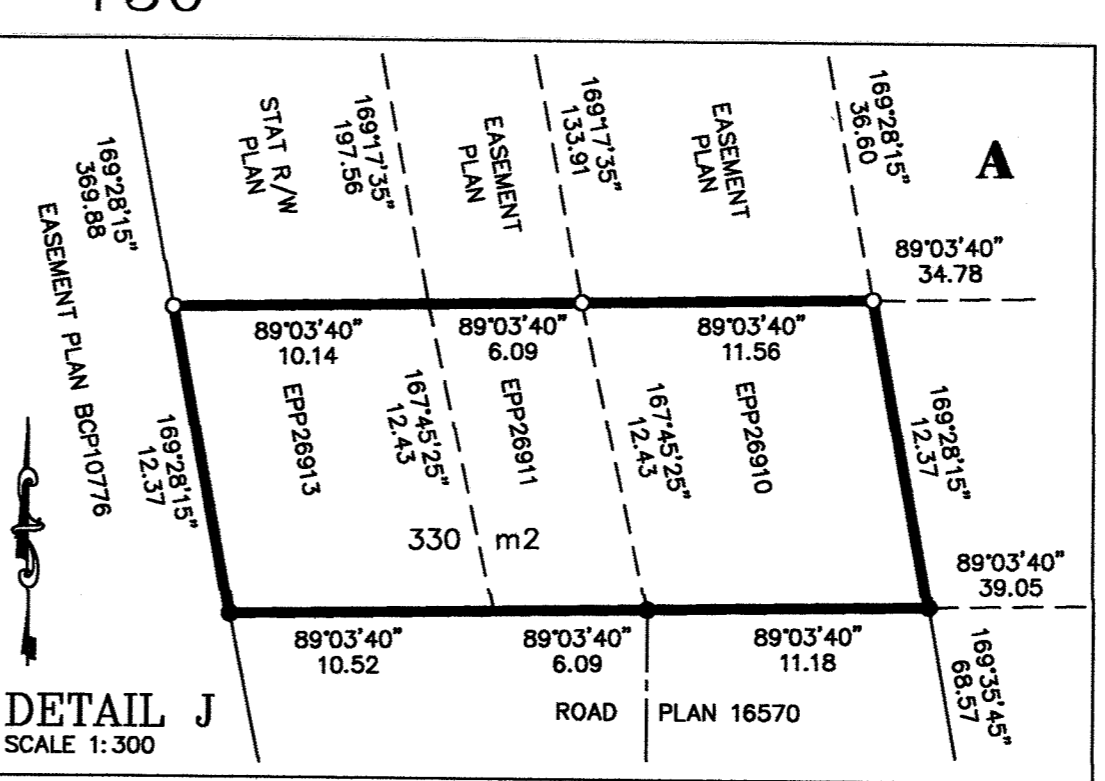 169°28'15"
369.88
EASEMENT PLAN BCP10776
STAT R/W
PLAN
169°17'35"
197.56
EASEMENT
PLAN
169°17'35"
133.91
EASEMENT
PLAN
169°28'15"
36.60
A
89°03'40"
34.78
89°03'40"
10.14
89°03'40"
6.09
89°03'40"
11.56
169°28'15"
12.37
EPP26913
167°45'25"
12.43
EPP26911
167°45'25"
12.43
EPP26910
169°28'15"
12.37
330 m2
89°03'40"
39.05
89°03'40"
10.52
89°03'40"
6.09
89°03'40"
11.18
169°35'45"
68.57
DETAIL J
SCALE 1:300
ROAD PLAN 16570